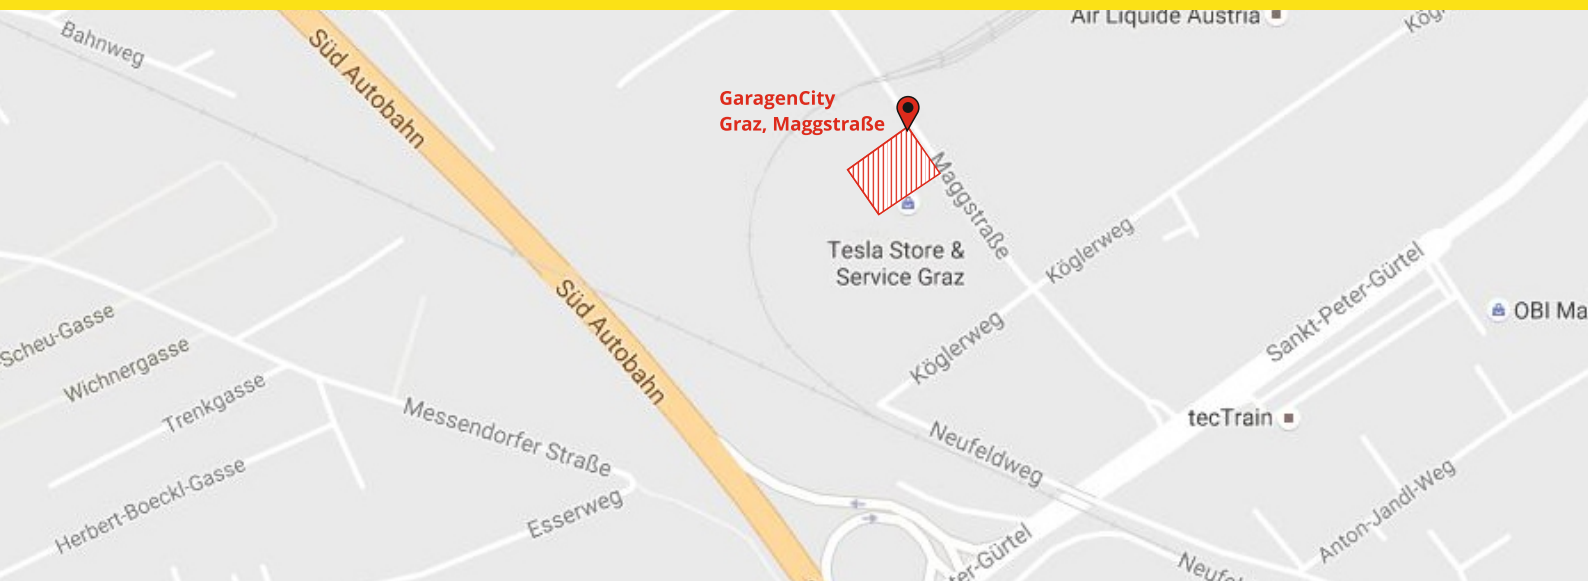 Air Liquide Austria
Bahnweg
Süd Autobahn
GaragenCity
Graz, Maggstraße
Maggstraße
Tesla Store &
Service Graz
Köglerweg
Sankt-Peter-Gürtel
OBI Ma
Süd Autobahn
-Scheu-Gasse
Wichnergasse
Trenkgasse
Köglerweg
Messendorfer Straße
tecTrain
Neufeldweg
Herbert-Boeckl-Gasse
Esserweg
Anton-Jandl-Weg
ter-Gürtel
Neufel